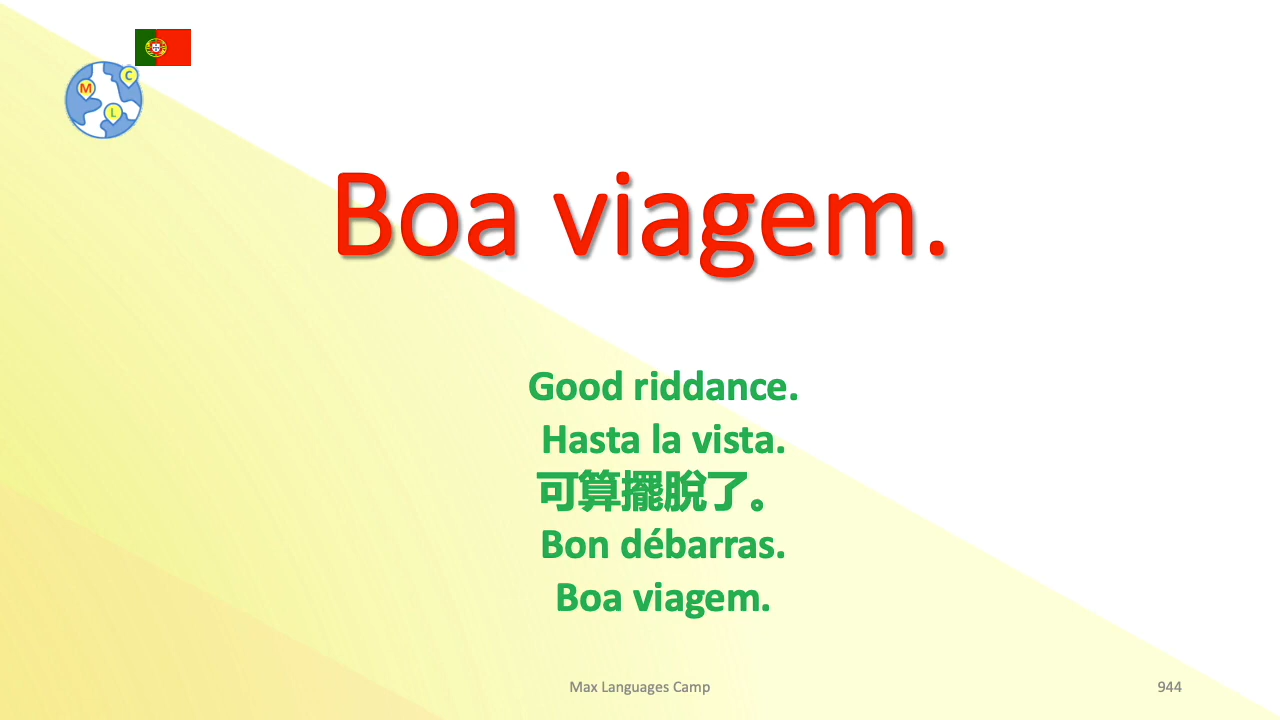 C
M
L
Boa viagem.
Good riddance.
Hasta la vista.
可算擺脫了。
Bon débarras.
Boa viagem.
Max Languages Camp
944